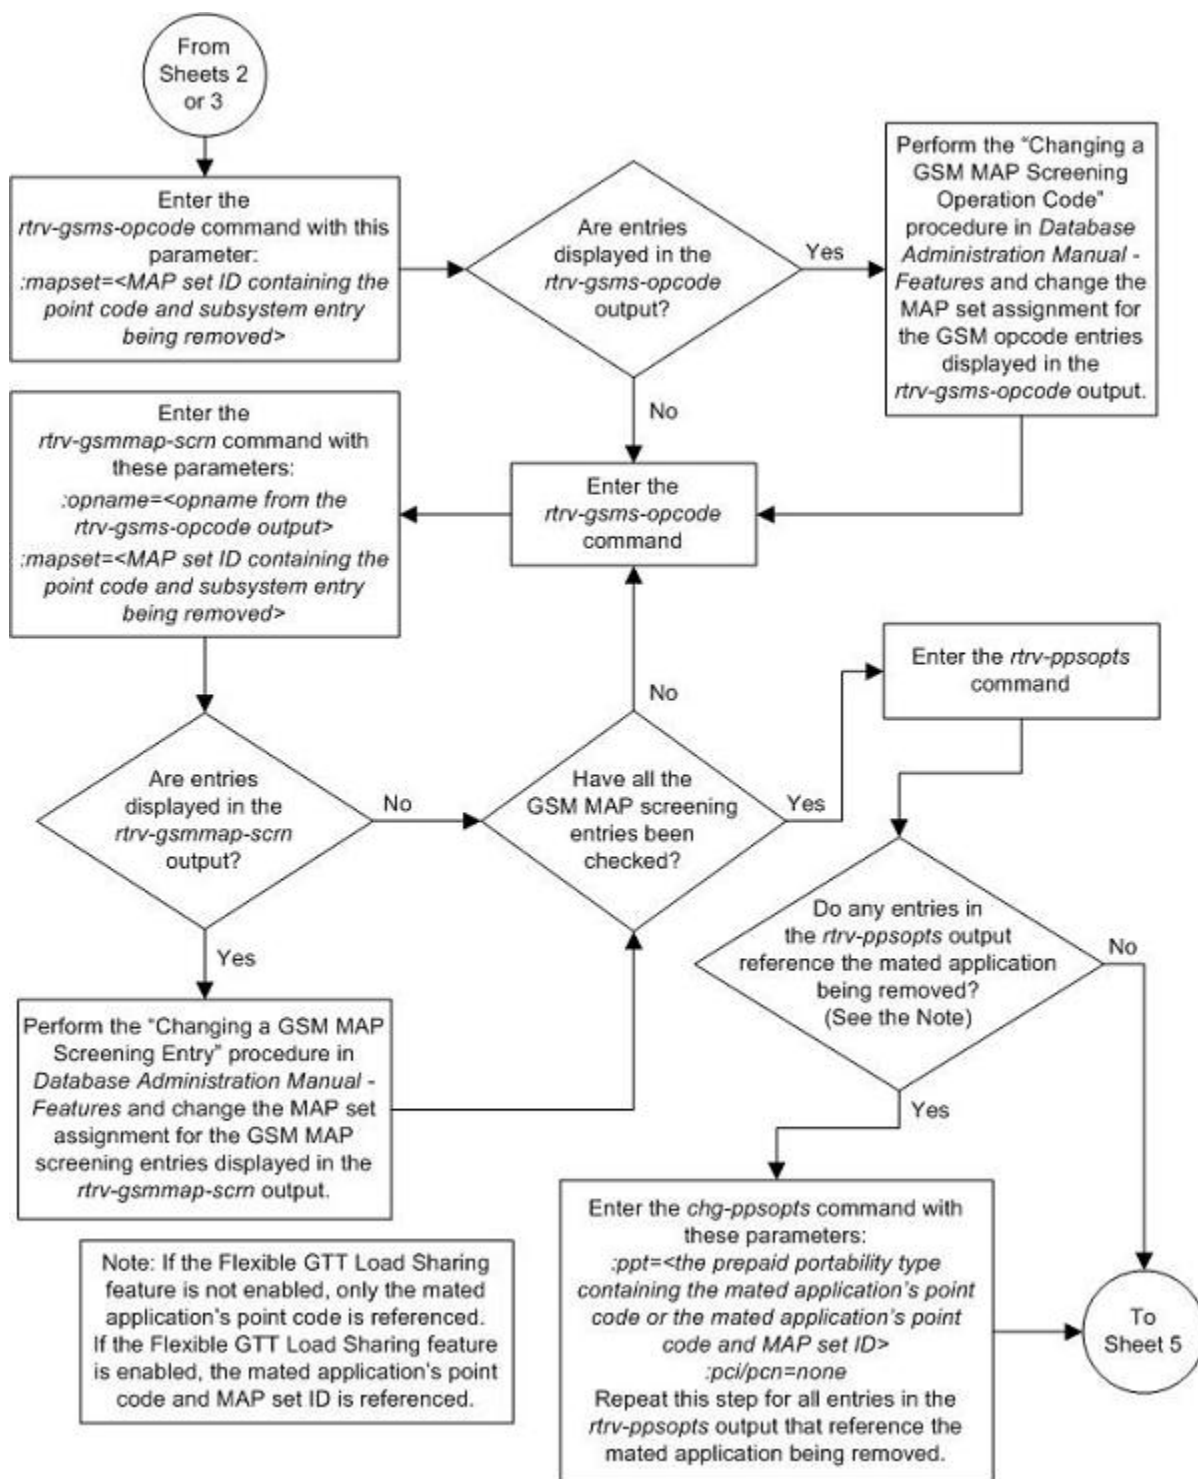 From
Sheets 2
or 3
Enter the
rtrv-gsms-opcode command with this
parameter:
:mapset=<MAP set ID containing the
point code and subsystem entry
being removed>
Are entries
displayed in the
rtrv-gsms-opcode
output?
Yes
No
Perform the “Changing a
GSM MAP Screening
Operation Code”
procedure in Database
Administration Manual -
Features and change the
MAP set assignment for
the GSM opcode entries
displayed in the
rtrv-gsms-opcode output.
Enter the
rtrv-gsms-opcode
command
Enter the
rtrv-gsmmap-scrn command with
these parameters:
:opname=<opname from the
rtrv-gsms-opcode output>
:mapset=<MAP set ID containing the
point code and subsystem entry
being removed>
Are entries
displayed in the
rtrv-gsmmap-scrn
output?
No
Yes
Perform the “Changing a GSM MAP
Screening Entry” procedure in
Database Administration Manual -
Features and change the MAP set
assignment for the GSM MAP
screening entries displayed in the
rtrv-gsmmap-scrn output.
Have all the
GSM MAP screening
entries been
checked?
No
Yes
Enter the rtrv-ppsopts
command
Do any entries in
the rtrv-ppsopts output
reference the mated application
being removed?
(See the Note)
No
Yes
Enter the chg-ppsopts command with
these parameters:
:ppt=<the prepaid portability type
containing the mated application’s point
code or the mated application’s point
code and MAP set ID>
:pci/pcn=none
Repeat this step for all entries in the
rtrv-ppsopts output that reference the
mated application being removed.
To
Sheet 5
Note: If the Flexible GTT Load Sharing
feature is not enabled, only the mated
application’s point code is referenced.
If the Flexible GTT Load Sharing feature
is enabled, the mated application’s point
code and MAP set ID is referenced.